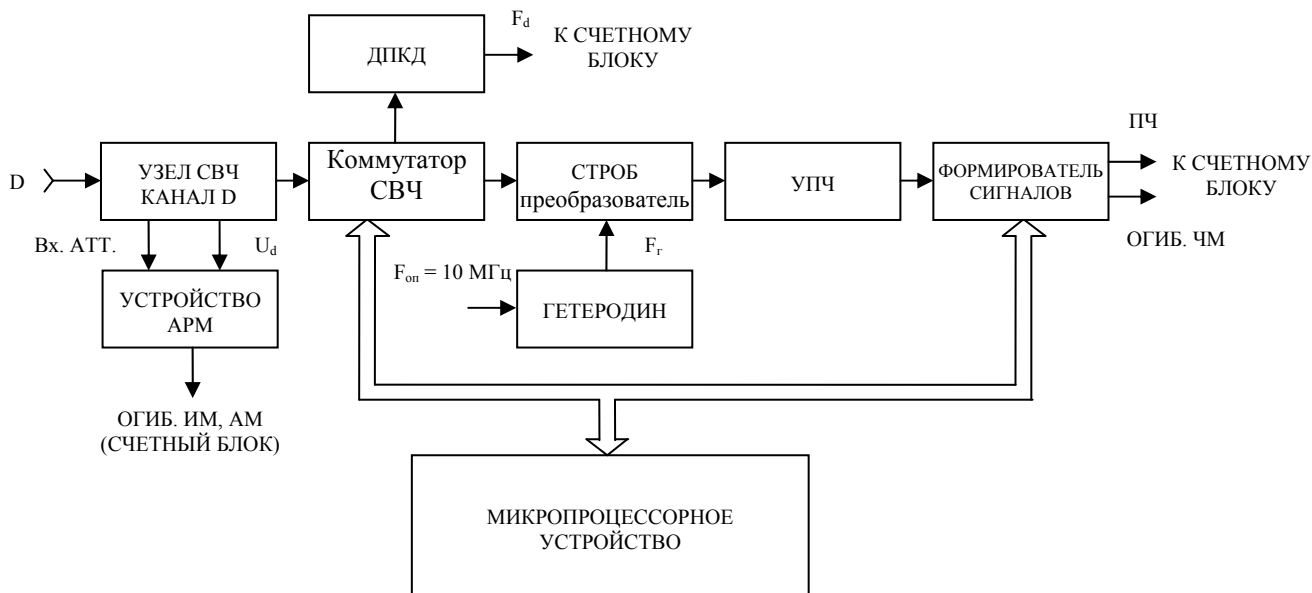 F_d
К СЧЕТНОМУ
БЛОКУ
ДПКД
ПЧ
D
УЗЕЛ СВЧ
КАНАЛ D
Коммутатор
СВЧ
СТРОБ
преобразователь
УПЧ
ФОРМИРОВАТЕЛЬ
СИГНАЛОВ
К СЧЕТНОМУ
БЛОКУ
Вх. АТТ.
U_d
F_г
ОГИБ. ЧМ
F_оп = 10 МГц
УСТРОЙСТВО
АРМ
ГЕТЕРОДИН
ОГИБ. ИМ, АМ
(СЧЕТНЫЙ БЛОК)
МИКРОПРОЦЕССОРНОЕ
УСТРОЙСТВО